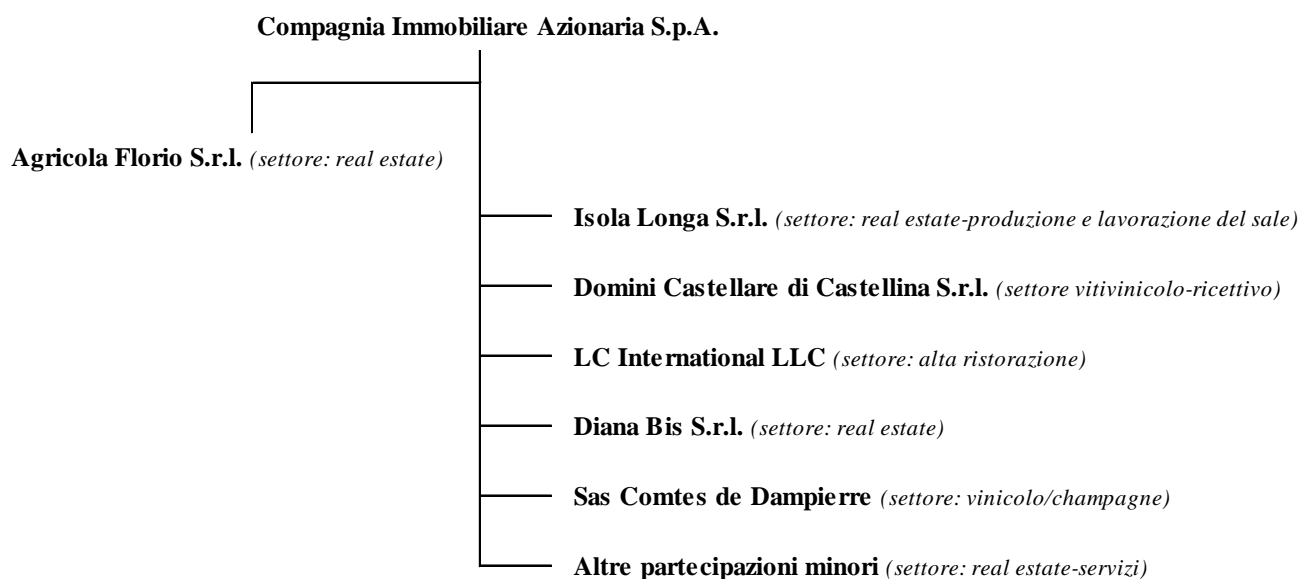 Compagnia Immobiliare Azionaria S.p.A.
Agricola Florio S.r.l. (settore: real estate)
Isola Longa S.r.l. (settore: real estate-produzione e lavorazione del sale)
Domini Castellare di Castellina S.r.l. (settore vitivinicolo-ricettivo)
LC International LLC (settore: alta ristorazione)
Diana Bis S.r.l. (settore: real estate)
Sas Comtes de Dampierre (settore: vinicolo/champagne)
Altre partecipazioni minori (settore: real estate-servizi)